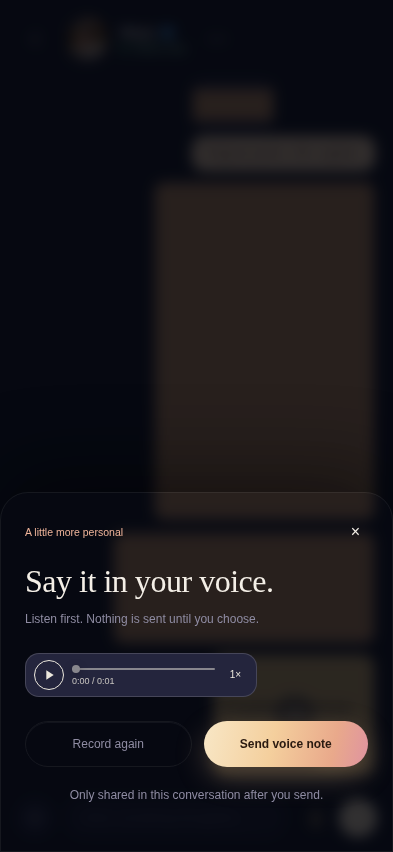 A little more personal
×
Say it in your voice.
Listen first. Nothing is sent until you choose.
0:00 / 0:01
1×
Record again
Send voice note
Only shared in this conversation after you send.